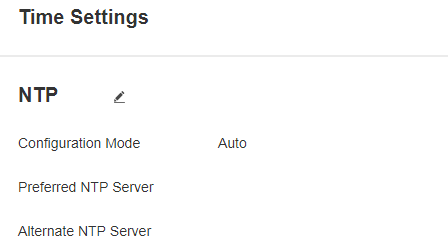 Time Settings
NTP
Configuration Mode Auto
Preferred NTP Server
Alternate NTP Server